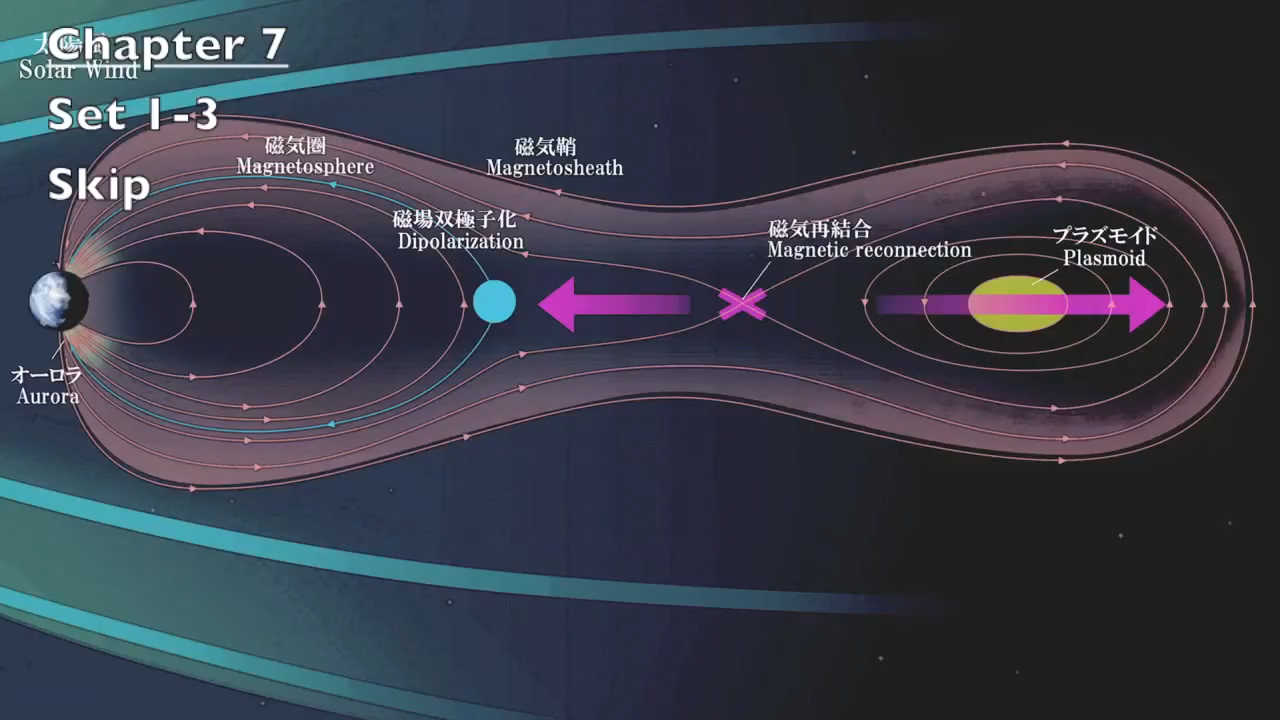 Chapter 7
Solar Wind
Set 1-3
Skip
磁気圏
Magnetosphere
磁気鞘
Magnetosheath
磁場双極子化
Dipolarization
磁気再結合
Magnetic reconnection
プラズモイド
Plasmoid
オーロラ
Aurora